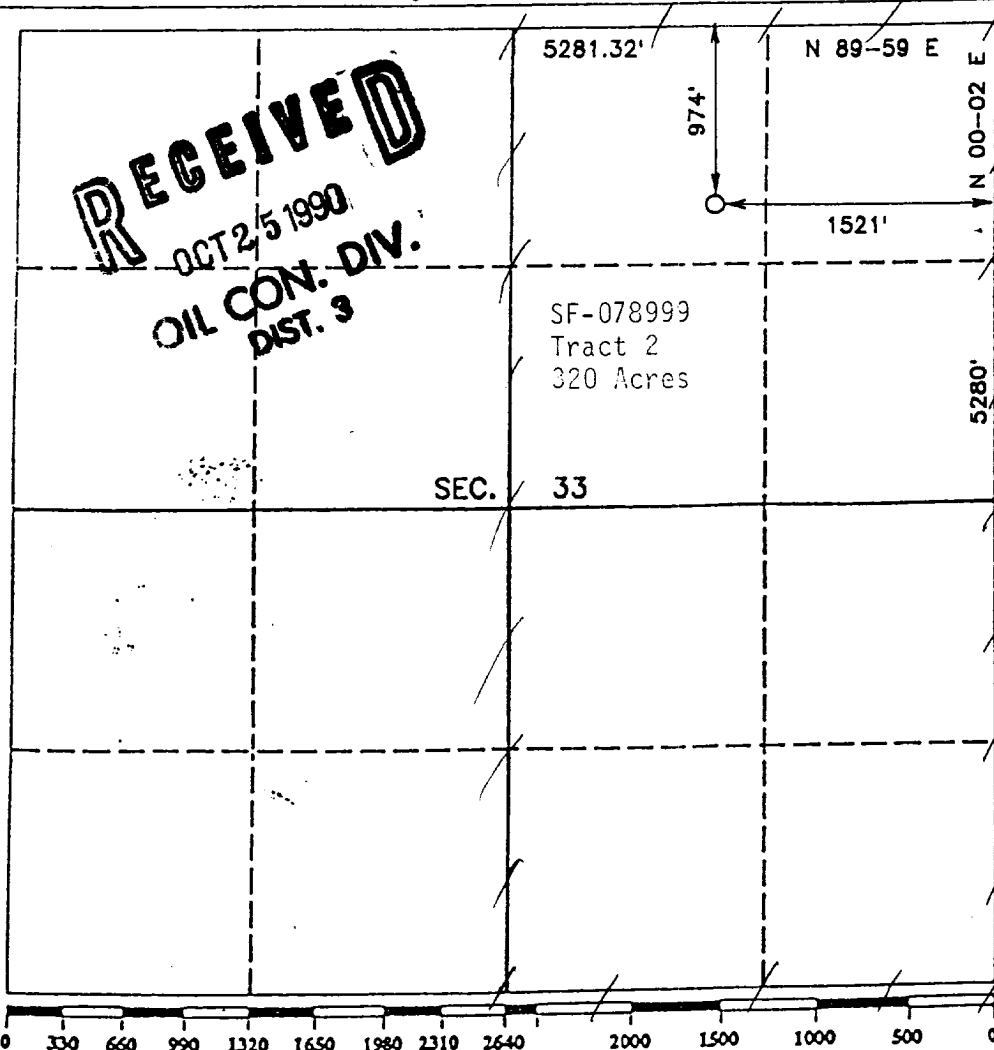 5281.32'
N 89-59 E
N 00-02 E
974'
1521'
RECEIVED
OCT 25 1990
OIL CON. DIV.
DIST. 3
SF-078999
Tract 2
320 Acres
5280'
SEC. 33
0 330 660 990 1320 1650 1980 2310 2640 2000 1500 1000 500 0